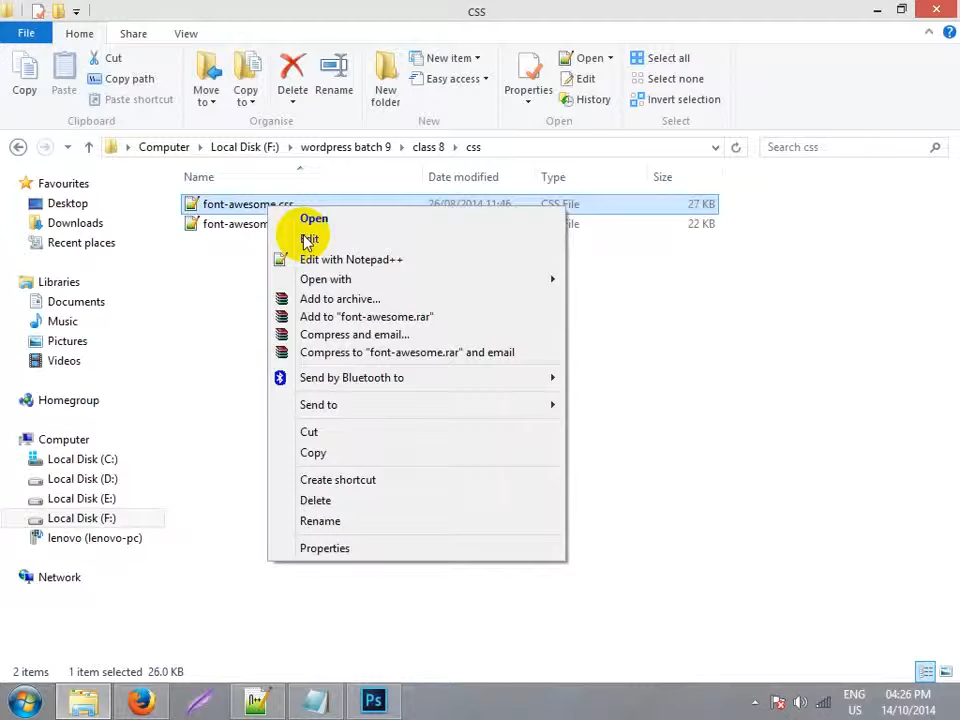 CSS
File
Home
Share
View
Copy
Paste
Cut
Copy path
Paste shortcut
Clipboard
Move to
Copy to
Delete
Rename
Organise
New folder
New item
Easy access
New
Properties
Open
Edit
History
Open
Select all
Select none
Invert selection
Select
Computer
Local Disk (F:)
wordpress batch 9
class 8
css
Search css
Name
Date modified
Type
Size
font-awesome.css
26/08/2014 11:46
CSS File
27 KB
22 KB
Favourites
Desktop
Downloads
Recent places
Libraries
Documents
Music
Pictures
Videos
Homegroup
Computer
Local Disk (C:)
Local Disk (D:)
Local Disk (E:)
Local Disk (F:)
lenovo (lenovo-pc)
Network
Open
Edit
Edit with Notepad++
Open with
Add to archive...
Add to "font-awesome.rar"
Compress and email...
Compress to "font-awesome.rar" and email
Send by Bluetooth to
Send to
Cut
Copy
Create shortcut
Delete
Rename
Properties
2 items
1 item selected 26.0 KB
Ps
ENG
US
04:26 PM
14/10/2014